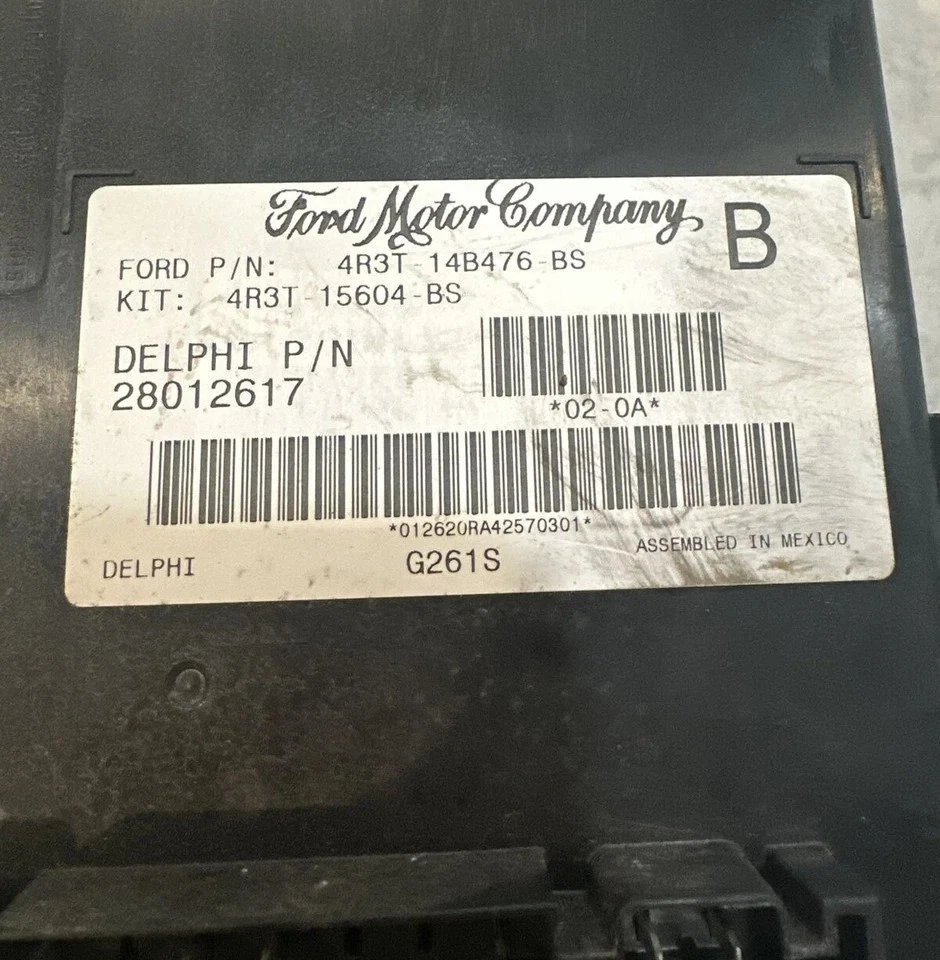 Ford Motor Company
B
FORD P/N: 4R3T-14B476-BS
KIT: 4R3T-15604-BS
DELPHI P/N
28012617
*02-0A*
*012620RA42570301*
DELPHI G261S ASSEMBLED IN MEXICO